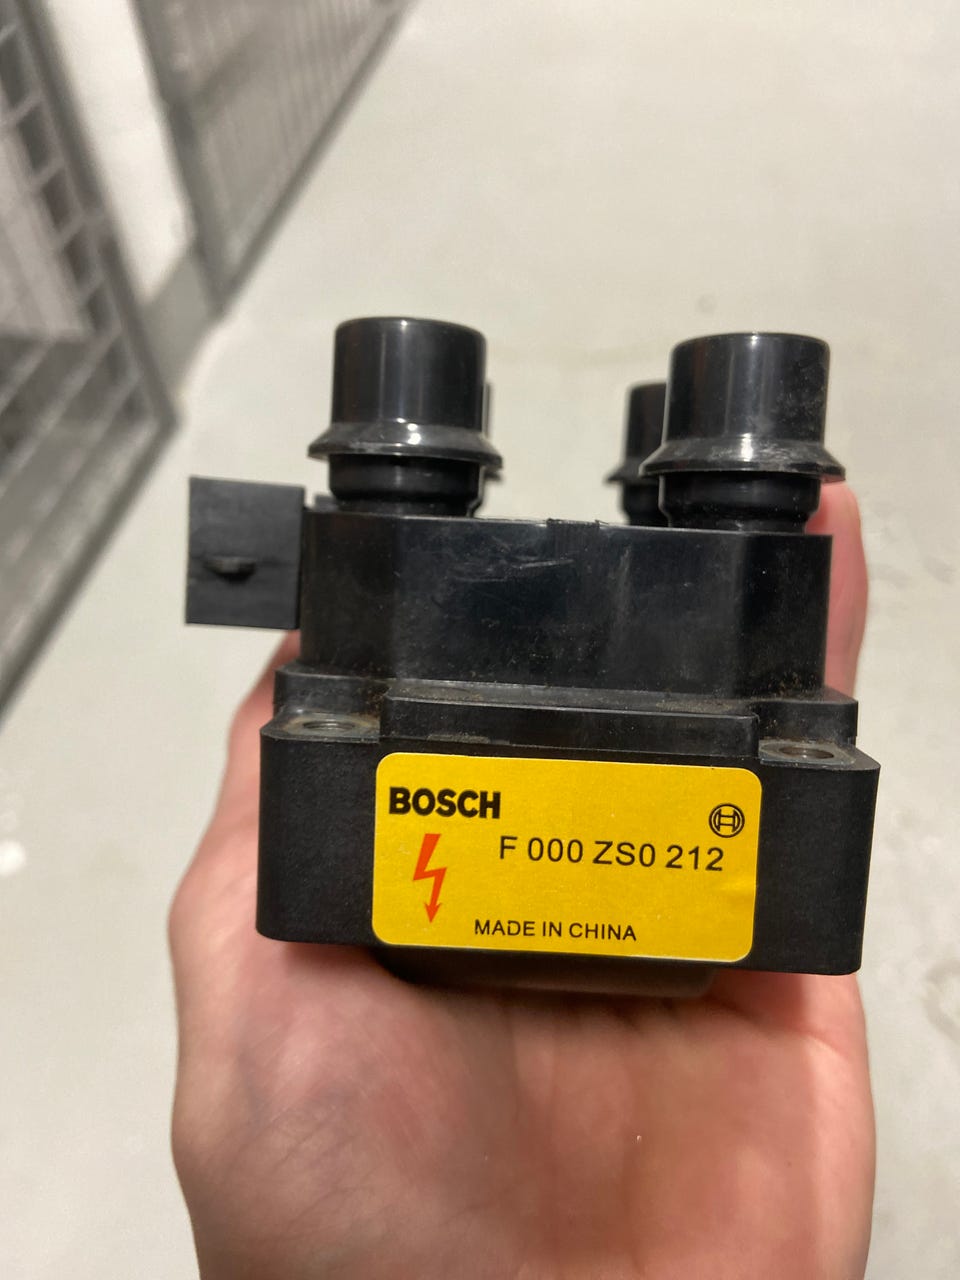 BOSCH
F 000 ZS0 212
MADE IN CHINA